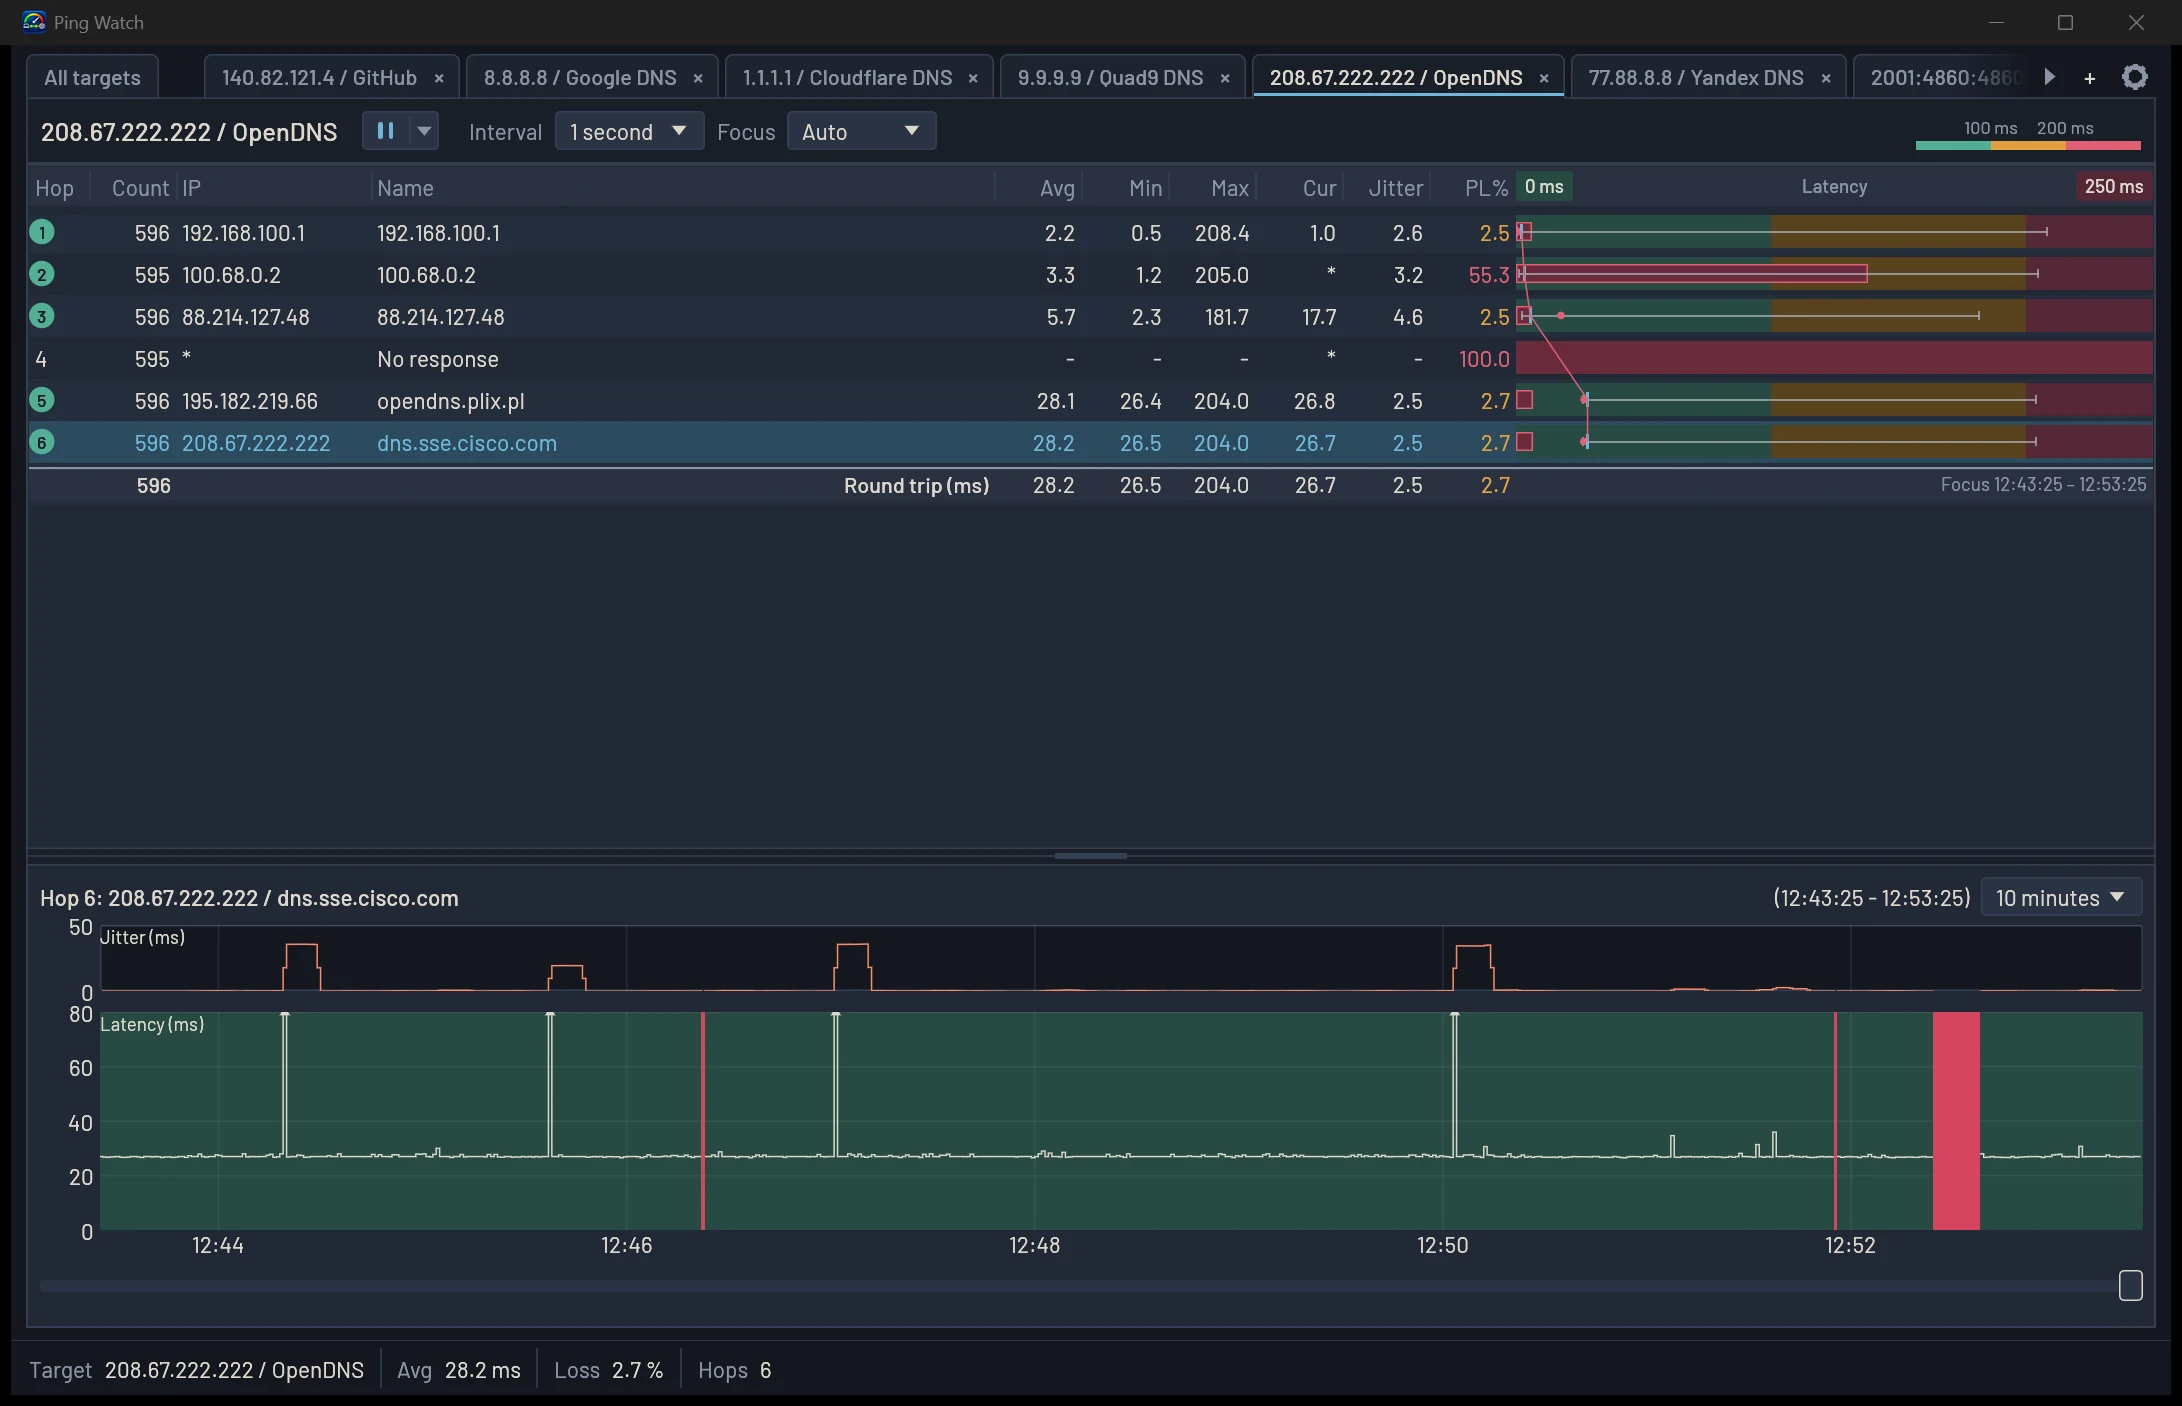 Ping Watch
All targets 140.82.121.4 / GitHub × 8.8.8.8 / Google DNS × 1.1.1.1 / Cloudflare DNS × 9.9.9.9 / Quad9 DNS × 208.67.222.222 / OpenDNS × 77.88.8.8 / Yandex DNS × 2001:4860:4860 +
208.67.222.222 / OpenDNS Interval 1 second Focus Auto 100 ms 200 ms
Hop Count IP Name Avg Min Max Cur Jitter PL% 0 ms Latency 250 ms
1 596 192.168.100.1 192.168.100.1 2.2 0.5 208.4 1.0 2.6 2.5
2 595 100.68.0.2 100.68.0.2 3.3 1.2 205.0 * 3.2 55.3
3 596 88.214.127.48 88.214.127.48 5.7 2.3 181.7 17.7 4.6 2.5
4 595 * No response - - - * - 100.0
5 596 195.182.219.66 opendns.plix.pl 28.1 26.4 204.0 26.8 2.5 2.7
6 596 208.67.222.222 dns.sse.cisco.com 28.2 26.5 204.0 26.7 2.5 2.7
596 Round trip (ms) 28.2 26.5 204.0 26.7 2.5 2.7 Focus 12:43:25 – 12:53:25
Hop 6: 208.67.222.222 / dns.sse.cisco.com (12:43:25 - 12:53:25) 10 minutes
50
Jitter (ms)
0
80
Latency (ms)
60
40
20
0
12:44 12:46 12:48 12:50 12:52
Target 208.67.222.222 / OpenDNS Avg 28.2 ms Loss 2.7 % Hops 6